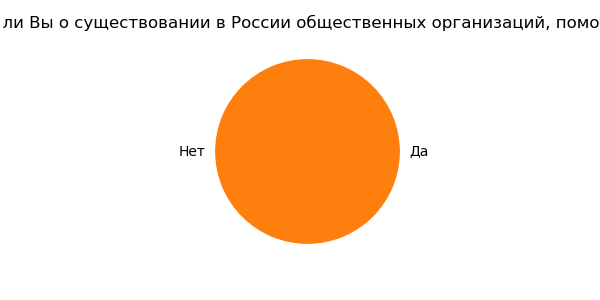 ли Вы о существовании в России общественных организаций, помо
Нет
Да